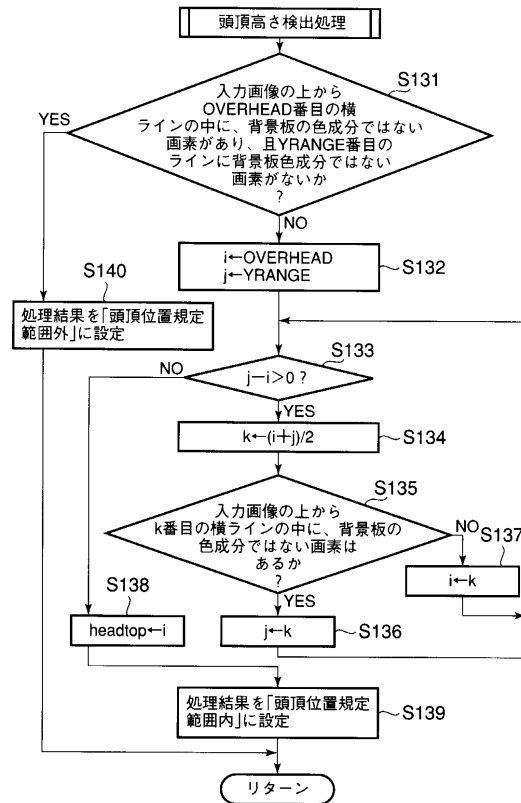 頭頂高さ検出処理
S131
入力画像の上から
OVERHEAD番目の横
ラインの中に、背景板の色成分ではない
画素があり、且YRANGE番目の
ラインに背景板色成分ではない
画素がないか
?
YES
NO
i←OVERHEAD
j←YRANGE
S132
S140
処理結果を「頭頂位置規定
範囲外」に設定
S133
j−i>0？
NO
YES
k←(i+j)/2
S134
S135
入力画像の上から
k番目の横ラインの中に、背景板の
色成分ではない画素は
あるか
?
NO
S137
i←k
YES
S138
headtop←i
j←k
S136
処理結果を「頭頂位置規定
範囲内」に設定
S139
リターン